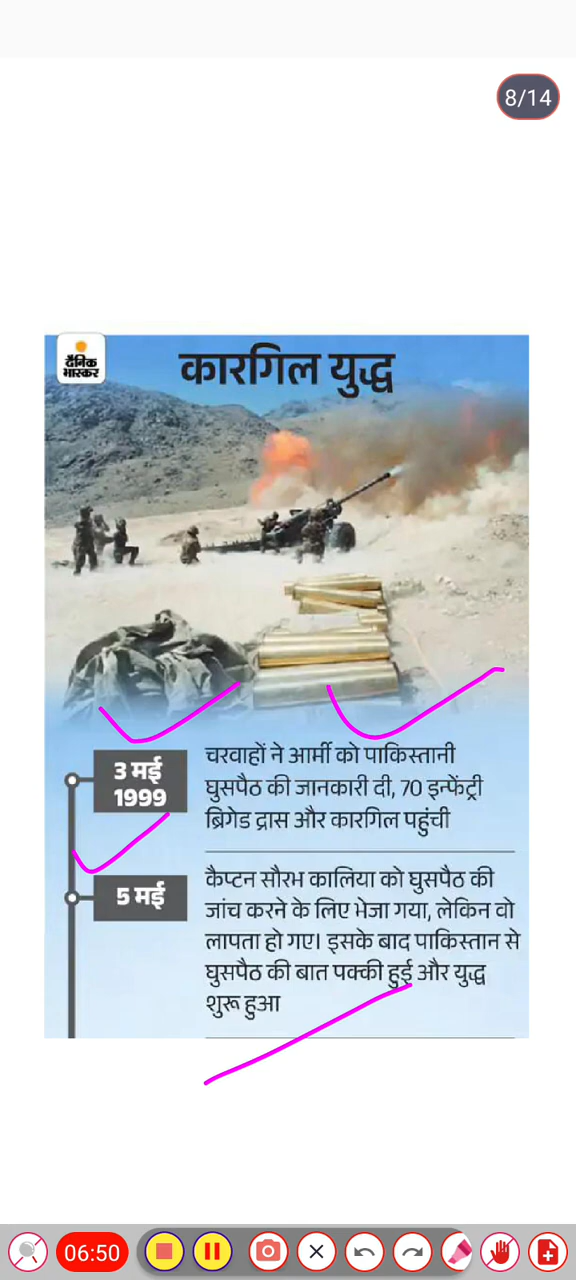 8/14
दैनिक
भास्कर
कारगिल युद्ध
3 मई
1999
चरवाहों ने आर्मी को पाकिस्तानी
घुसपैठ की जानकारी दी, 70 इन्फेंट्री
ब्रिगेड द्रास और कारगिल पहुंची
5 मई
कैप्टन सौरभ कालिया को घुसपैठ की
जांच करने के लिए भेजा गया, लेकिन वो
लापता हो गए। इसके बाद पाकिस्तान से
घुसपैठ की बात पक्की हुई और युद्ध
शुरू हुआ
06:50